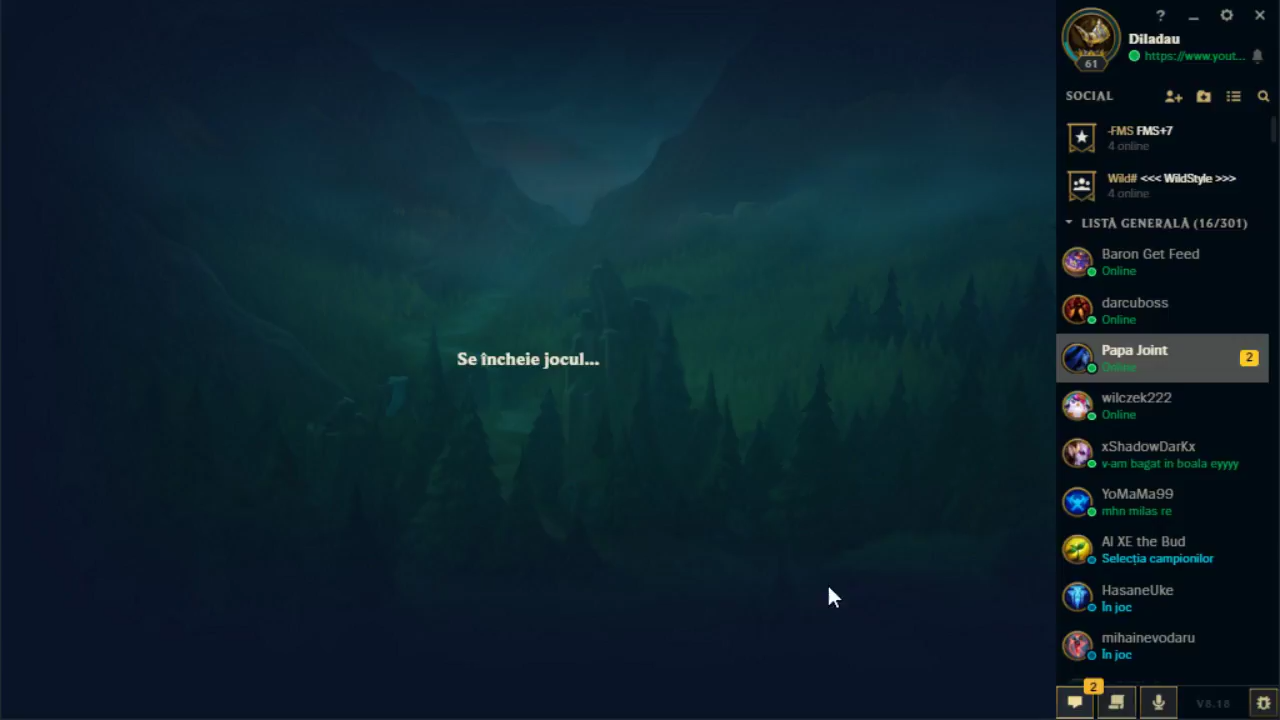 ?
Diladau
61
https://www.yout...
SOCIAL
-FMS FMS+7
4 online
Wild# <<< WildStyle >>>
4 online
LISTĂ GENERALĂ (16/301)
Baron Get Feed
Online
darcuboss
Online
Papa Joint
Online
2
wilczek222
Online
xShadowDarKx
v-am bagat in boala eyyyy
YoMaMa99
mhn milas re
AI XE the Bud
Selecția campionilor
HasaneUke
În joc
mihainevodaru
În joc
2
V8.18
Se încheie jocul...